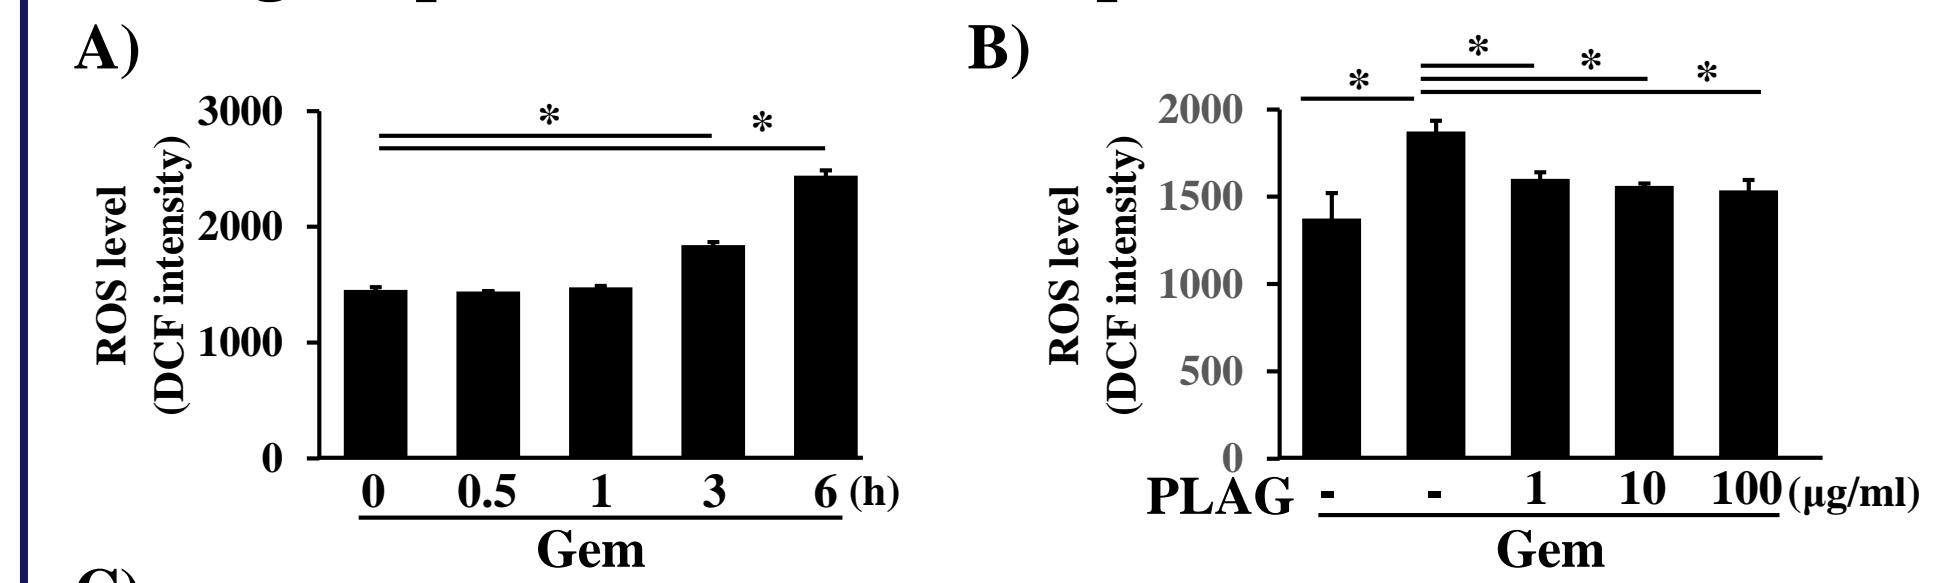 A)
ROS level
(DCF intensity)
3000
2000
1000
0
*
*
0 0.5 1 3 6 (h)
Gem
B)
ROS level
(DCF intensity)
2000
1500
1000
500
0
*
*
*
*
PLAG - - 1 10 100 (μg/ml)
Gem